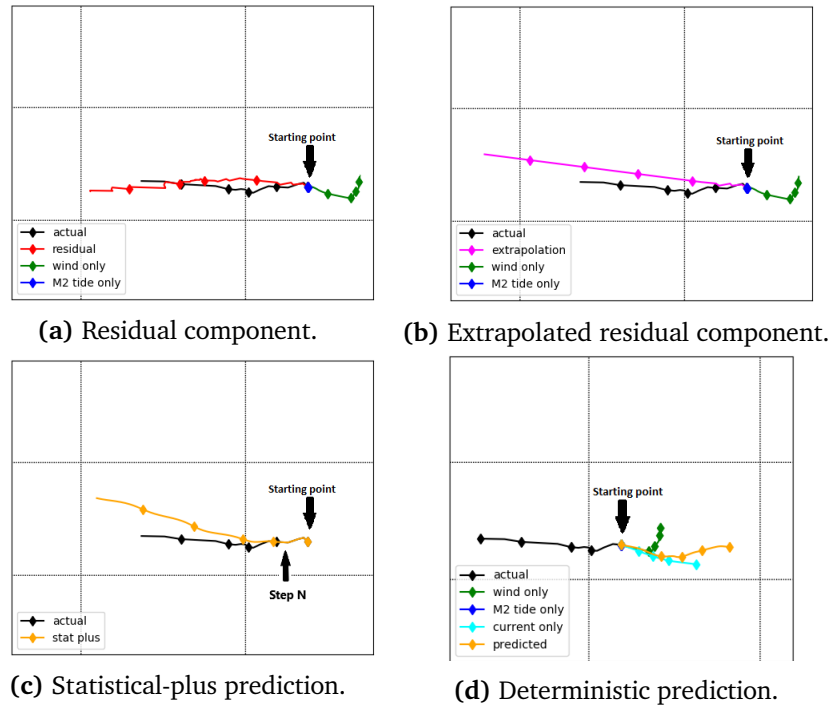 Starting point
actual
residual
wind only
M2 tide only
(a) Residual component.
Starting point
actual
extrapolation
wind only
M2 tide only
(b) Extrapolated residual component.
Starting point
Step N
actual
stat plus
(c) Statistical-plus prediction.
Starting point
actual
wind only
M2 tide only
current only
predicted
(d) Deterministic prediction.